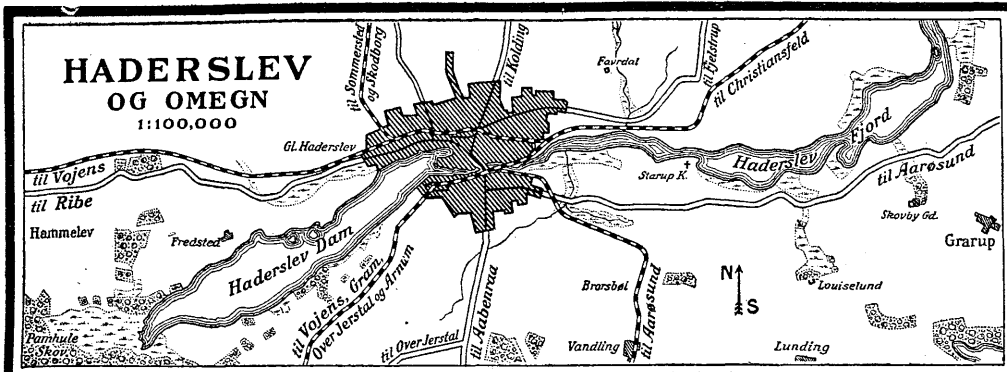 HADERSLEV
OG OMEGN
1:100,000
til Sommersted
og Skodborg
til Kolding
Favrdal
til Fjelstrup
til Christiansfeld
Gl. Haderslev
Haderslev Fjord
til Aarøsund
Starup K.
til Vojens
til Ribe
Hammelev
Fredsted
Haderslev Dam
Skovby Gd.
Grarup
N
S
Louiselund
Brorsbøl
til Vojens, Gram,
Over Jerstal og Arnum
til Over Jerstal
til Aabenraa
Vandling
til Aarøsund
Lunding
Pamhule
Skov